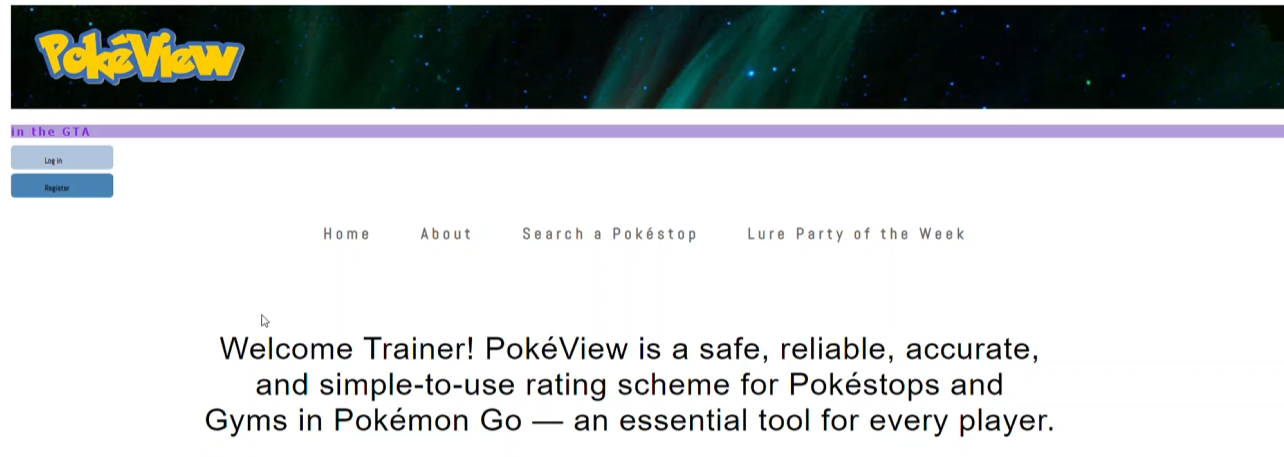 PokéView
in the GTA
Log in
Register
Home About Search a Pokéstop Lure Party of the Week
Welcome Trainer! PokéView is a safe, reliable, accurate,
and simple-to-use rating scheme for Pokéstops and
Gyms in Pokémon Go — an essential tool for every player.